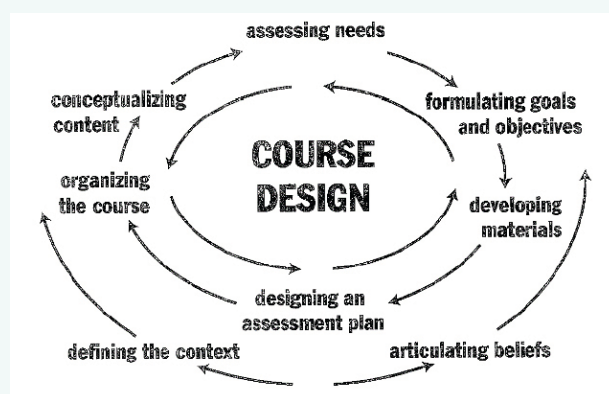 assessing needs
conceptualizing
content
formulating goals
and objectives
COURSE
DESIGN
organizing
the course
developing
materials
designing an
assessment plan
defining the context
articulating beliefs